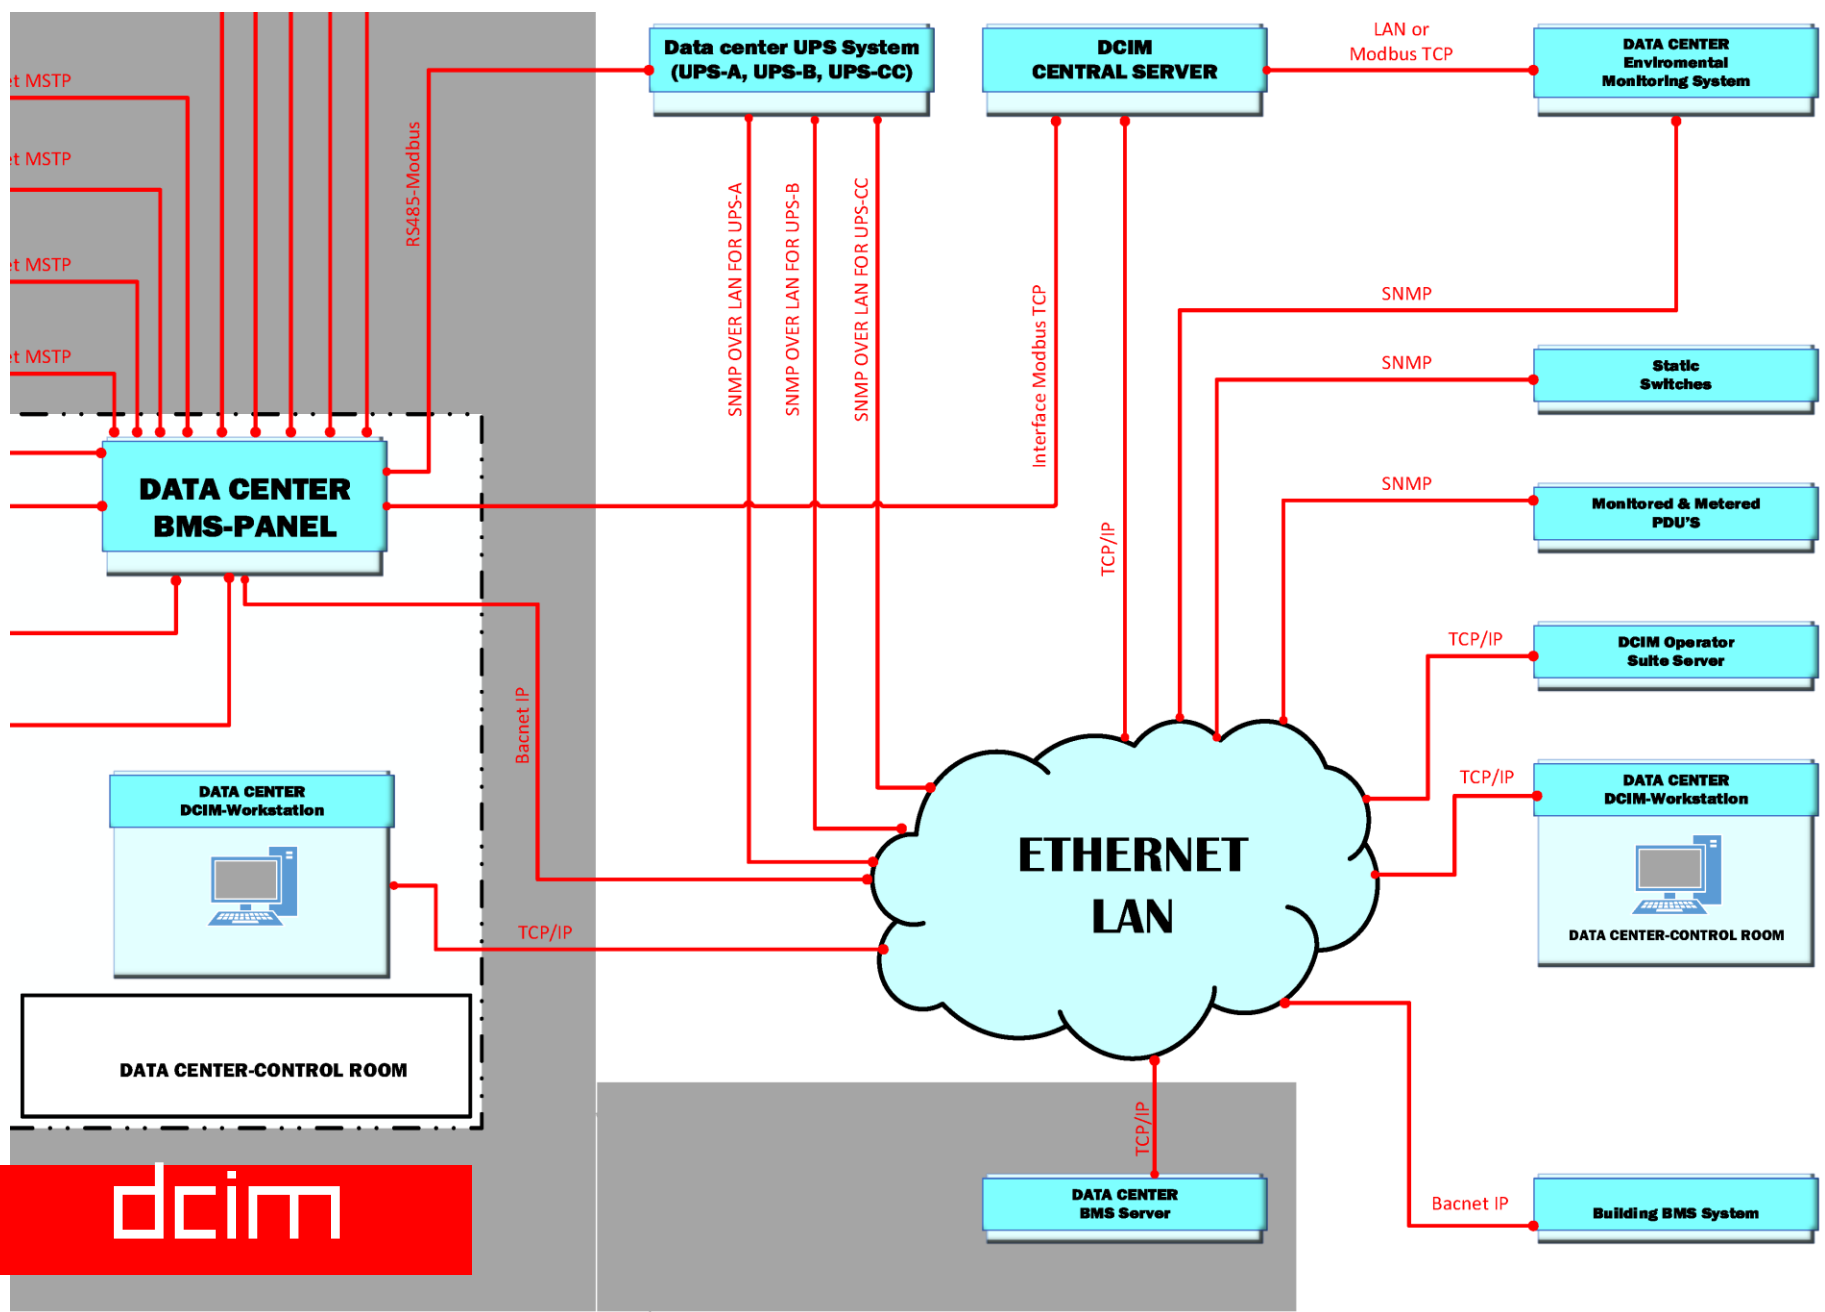 Data center UPS System
(UPS-A, UPS-B, UPS-CC)
DCIM
CENTRAL SERVER
LAN or
Modbus TCP
DATA CENTER
Enviromental
Monitoring System
et MSTP
et MSTP
et MSTP
et MSTP
RS485-Modbus
SNMP OVER LAN FOR UPS-A
SNMP OVER LAN FOR UPS-B
SNMP OVER LAN FOR UPS-CC
Interface Modbus TCP
TCP/IP
SNMP
SNMP
Static
Switches
SNMP
Monitored & Metered
PDU'S
DATA CENTER
BMS-PANEL
TCP/IP
DCIM Operator
Suite Server
Bacnet IP
TCP/IP
DATA CENTER
DCIM-Workstation
DATA CENTER-CONTROL ROOM
DATA CENTER
DCIM-Workstation
TCP/IP
ETHERNET
LAN
DATA CENTER-CONTROL ROOM
TCP/IP
DATA CENTER
BMS Server
Bacnet IP
Building BMS System
dcim